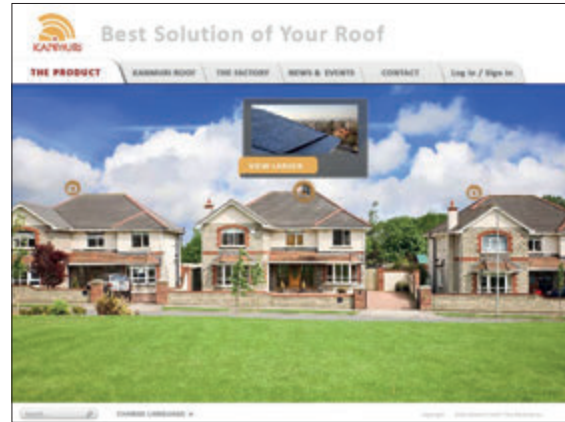 KANMURI
Best Solution of Your Roof
THE PRODUCT
KANMURI ROOF
THE FACTORY
NEWS & EVENTS
CONTACT
Log in / Sign in
VIEW LARGER
CHANGE LANGUAGE